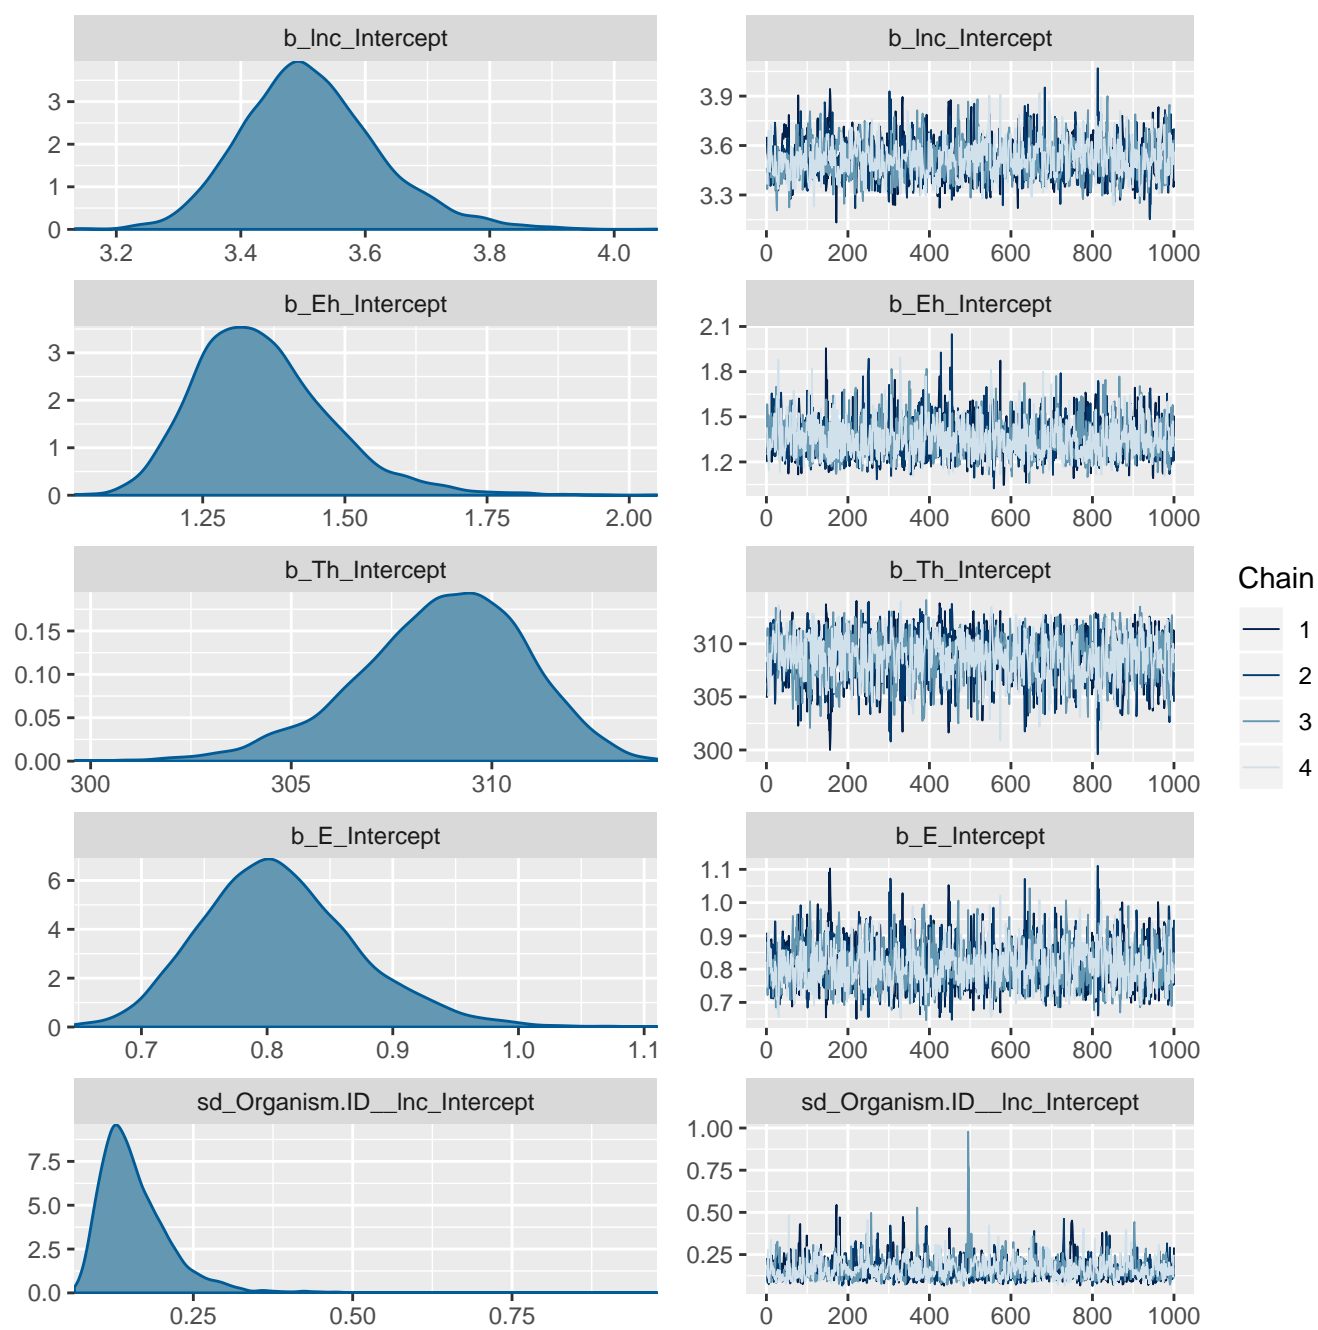 b_lnc_Intercept
3
2
1
0
3.2 3.4 3.6 3.8 4.0
b_lnc_Intercept
3.9
3.6
3.3
0 200 400 600 800 1000
b_Eh_Intercept
3
2
1
0
1.25 1.50 1.75 2.00
b_Eh_Intercept
2.1
1.8
1.5
1.2
0 200 400 600 800 1000
b_Th_Intercept
0.15
0.10
0.05
0.00
300 305 310
b_Th_Intercept
310
305
300
0 200 400 600 800 1000
b_E_Intercept
6
4
2
0
0.7 0.8 0.9 1.0 1.1
b_E_Intercept
1.1
1.0
0.9
0.8
0.7
0 200 400 600 800 1000
sd_Organism.ID__lnc_Intercept
7.5
5.0
2.5
0.0
0.25 0.50 0.75
sd_Organism.ID__lnc_Intercept
1.00
0.75
0.50
0.25
0 200 400 600 800 1000
Chain
1
2
3
4